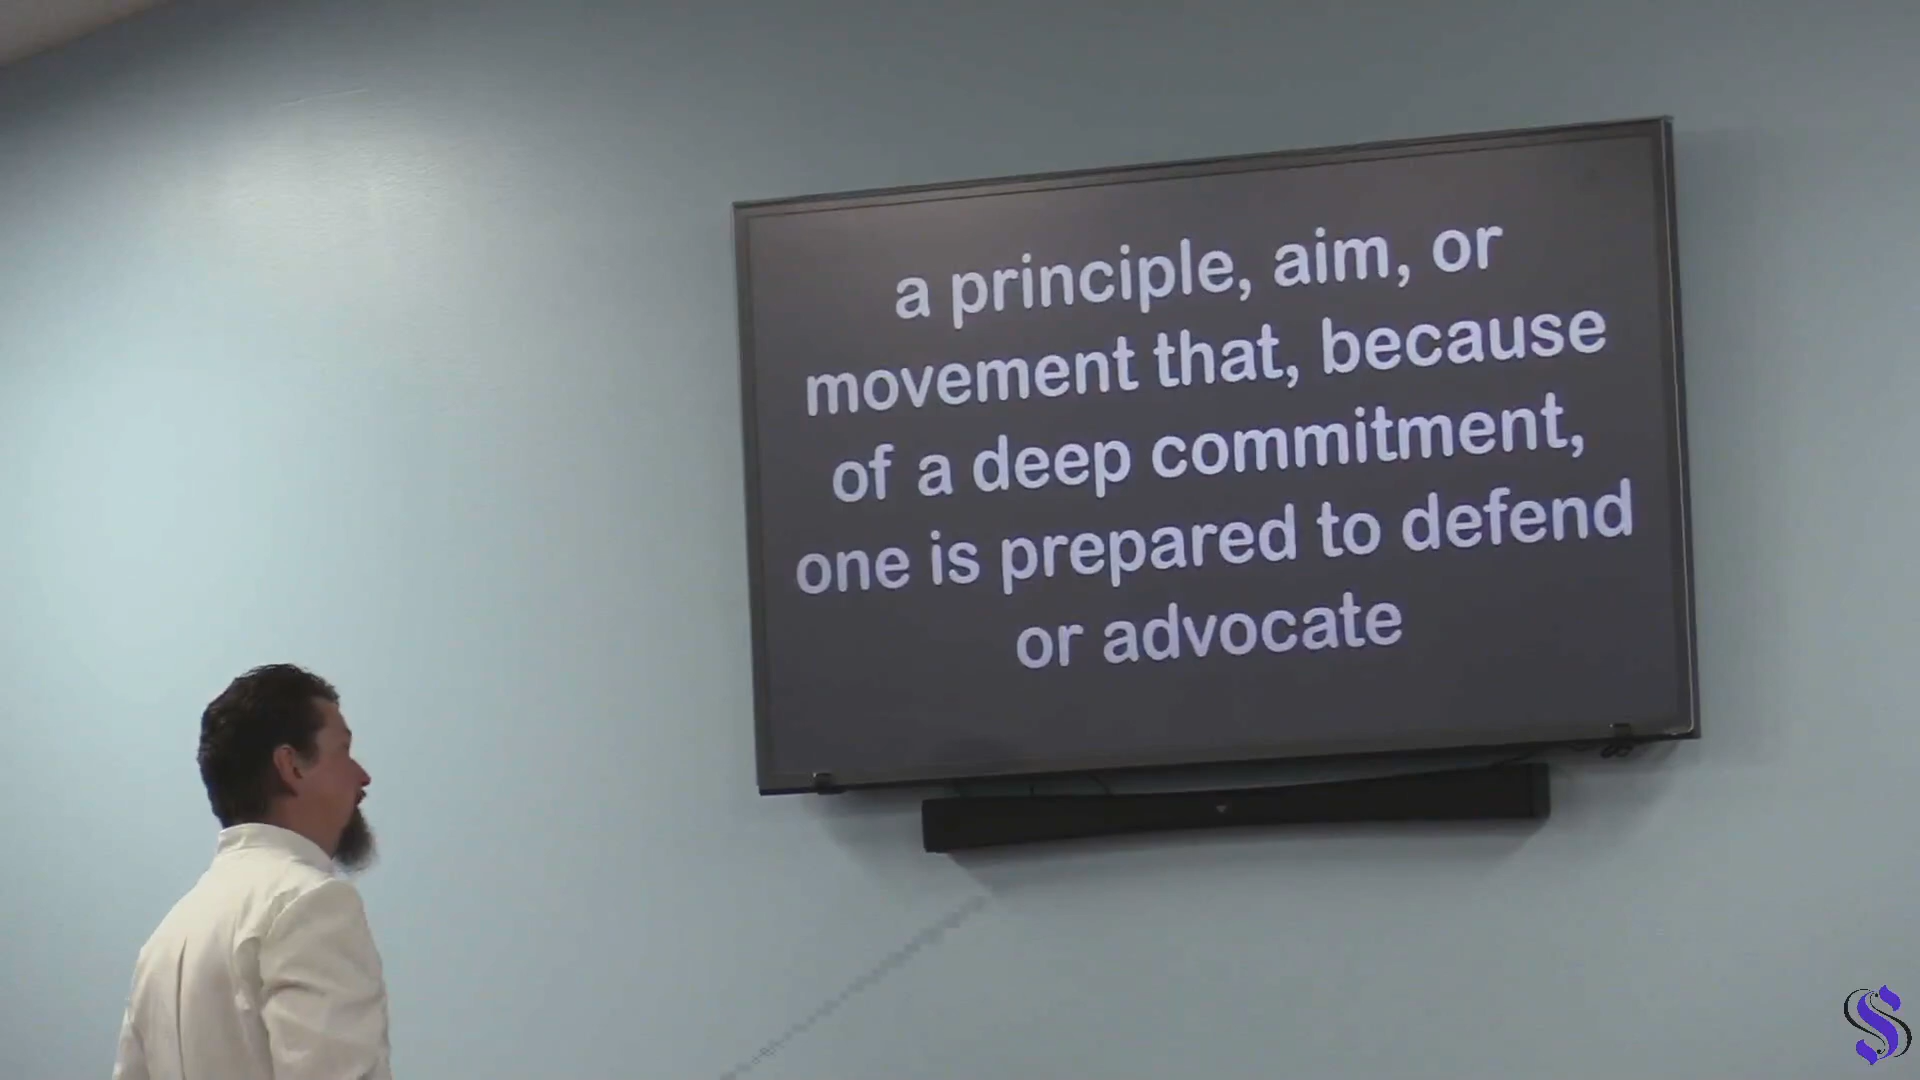 a principle, aim, or
movement that, because
of a deep commitment,
one is prepared to defend
or advocate
S